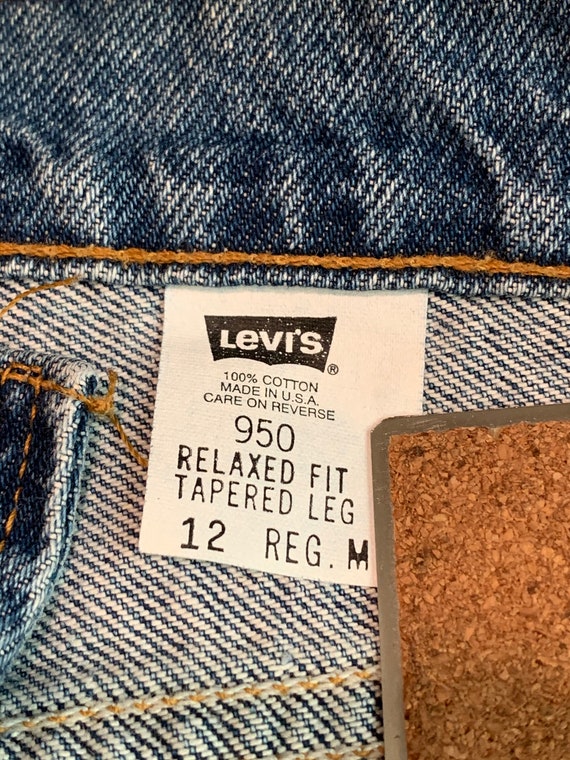 Levi's ®
100% COTTON
MADE IN U.S.A.
CARE ON REVERSE
950
RELAXED FIT
TAPERED LEG
12 REG. M